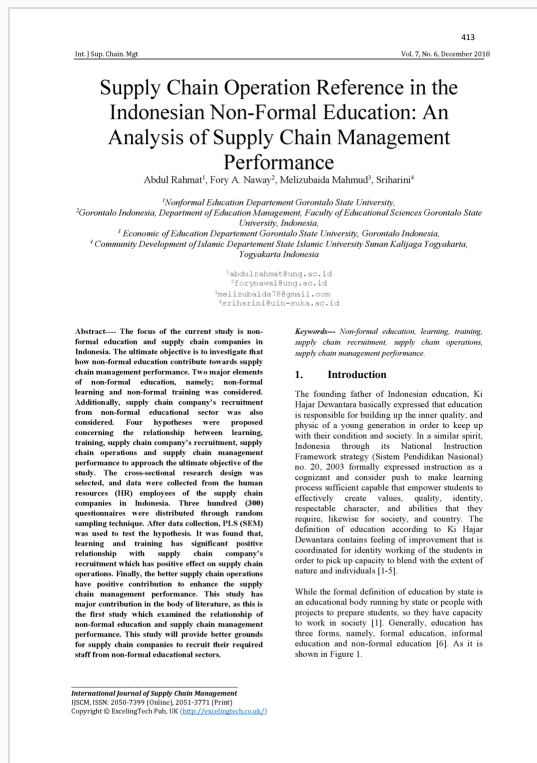 413
Int. J Sup. Chain. Mgt Vol. 7, No. 6, December 2018
Supply Chain Operation Reference in the
Indonesian Non-Formal Education: An
Analysis of Supply Chain Management
Performance
Abdul Rahmat1, Fory A. Naway2, Melizubaida Mahmud3, Sriharini4
1Nonformal Education Departement Gorontalo State University,
2Gorontalo Indonesia, Department of Education Management, Faculty of Educational Sciences Gorontalo State
University, Indonesia,
3 Economic of Education Departement Gorontalo State University, Gorontalo Indonesia,
4 Community Development of Islamic Departement State Islamic University Sunan Kalijaga Yogyakarta,
Yogyakarta Indonesia
1abdulrahmat@ung.ac.id
2forynawai@ung.ac.id
3melizubaida78@gmail.com
4sriharini@uin-suka.ac.id
Abstract---- The focus of the current study is non-
formal education and supply chain companies in
Indonesia. The ultimate objective is to investigate that
how non-formal education contribute towards supply
chain management performance. Two major elements
of non-formal education, namely; non-formal
learning and non-formal training was considered.
Additionally, supply chain company's recruitment
from non-formal educational sector was also
considered. Four hypotheses were proposed
concerning the relationship between learning,
training, supply chain company's recruitment, supply
chain operations and supply chain management
performance to approach the ultimate objective of the
study. The cross-sectional research design was
selected, and data were collected from the human
resources (HR) employees of the supply chain
companies in Indonesia. Three hundred (300)
questionnaires were distributed through random
sampling technique. After data collection, PLS (SEM)
was used to test the hypothesis. It was found that,
learning and training has significant positive
relationship with supply chain company's
recruitment which has positive effect on supply chain
operations. Finally, the better supply chain operations
have positive contribution to enhance the supply
chain management performance. This study has
major contribution in the body of literature, as this is
the first study which examined the relationship of
non-formal education and supply chain management
performance. This study will provide better grounds
for supply chain companies to recruit their required
staff from non-formal educational sectors.
Keywords--- Non-formal education, learning, training,
supply chain recruitment, supply chain operations,
supply chain management performance.
1. Introduction
The founding father of Indonesian education, Ki
Hajar Dewantara basically expressed that education
is responsible for building up the inner quality, and
physic of a young generation in order to keep up
with their condition and society. In a similar spirit,
Indonesia through its National Instruction
Framework strategy (Sistem Pendidikan Nasional)
no. 20, 2003 formally expressed instruction as a
cognizant and consider push to make learning
process sufficient capable that empower students to
effectively create values, quality, identity,
respectable character, and abilities that they
require, likewise for society, and country. The
definition of education according to Ki Hajar
Dewantara contains feeling of improvement that is
coordinated for identity working of the students in
order to pick up capacity to blend with the extent of
nature and individuals [1-5].
While the formal definition of education by state is
an educational body running by state or people with
projects to prepare students, so they have capacity
to work in society [1]. Generally, education has
three forms, namely, formal education, informal
education and non-formal education [6]. As it is
shown in Figure 1.
International Journal of Supply Chain Management
IJSCM, ISSN: 2050-7399 (Online), 2051-3771 (Print)
Copyright © ExcelingTech Pub, UK (http://excelingtech.co.uk/)